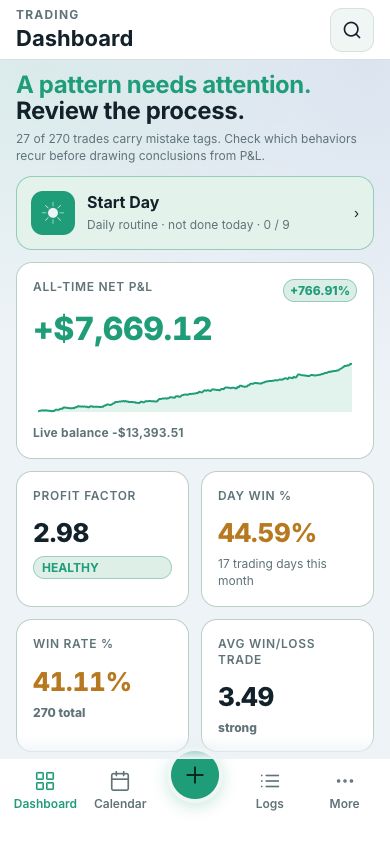 TRADING
Dashboard
A pattern needs attention.
Review the process.
27 of 270 trades carry mistake tags. Check which behaviors
recur before drawing conclusions from P&L.
Start Day
Daily routine · not done today · 0 / 9
›
ALL-TIME NET P&L
+766.91%
+$7,669.12
Live balance -$13,393.51
PROFIT FACTOR
2.98
HEALTHY
DAY WIN %
44.59%
17 trading days this
month
WIN RATE %
41.11%
270 total
AVG WIN/LOSS
TRADE
3.49
strong
Dashboard
Calendar
Logs
More